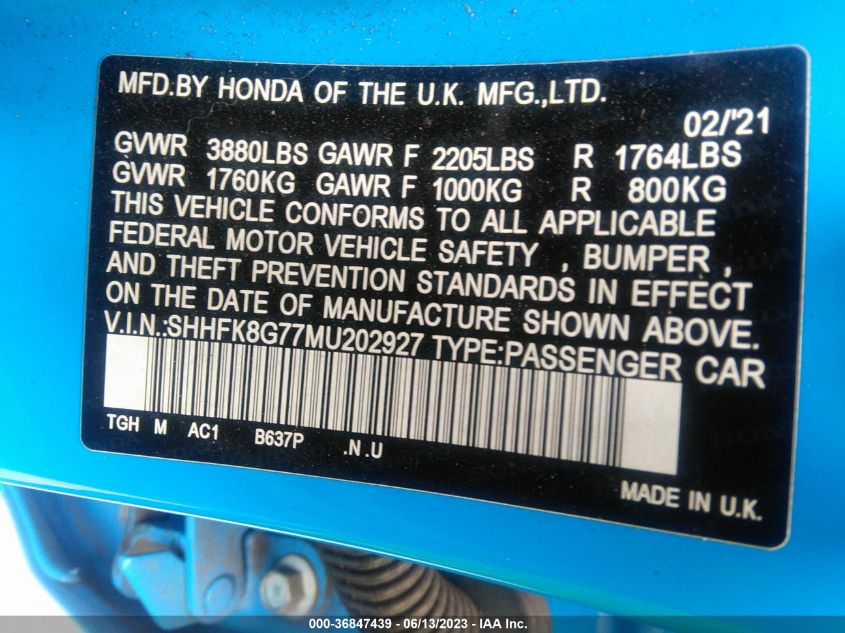 MFD.BY HONDA OF THE U.K. MFG.,LTD.
02/'21
GVWR 3880LBS GAWR F 2205LBS R 1764LBS
GVWR 1760KG GAWR F 1000KG R 800KG
THIS VEHICLE CONFORMS TO ALL APPLICABLE
FEDERAL MOTOR VEHICLE SAFETY , BUMPER ,
AND THEFT PREVENTION STANDARDS IN EFFECT
ON THE DATE OF MANUFACTURE SHOWN ABOVE.
V.I.N.:SHHFK8G77MU202927 TYPE:PASSENGER CAR
TGH M AC1 B637P .N .U
MADE IN U.K.
000-36847439 - 06/13/2023 - IAA Inc.